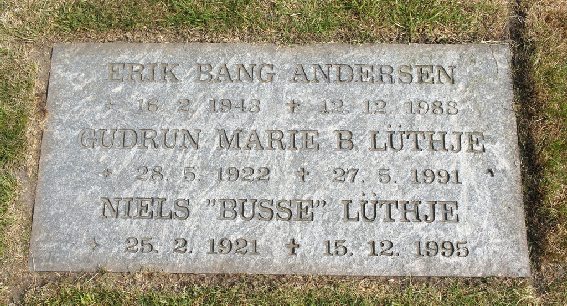 ERIK BANG ANDERSEN
* 16. 2. 1943 ✝ 12. 12. 1988
GUDRUN MARIE B. LÜTHJE
* 28. 5. 1922 ✝ 27. 5. 1991
NIELS "BUSSE" LÜTHJE
* 25. 2. 1921 ✝ 15. 12. 1995